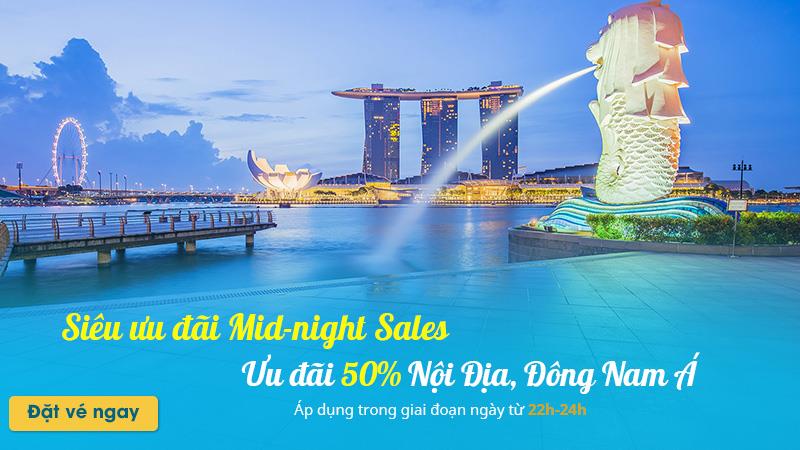 Siêu ưu đãi Mid-night Sales
Ưu đãi 50% Nội Địa, Đông Nam Á
Đặt vé ngay
Áp dụng trong giai đoạn ngày từ 22h-24h